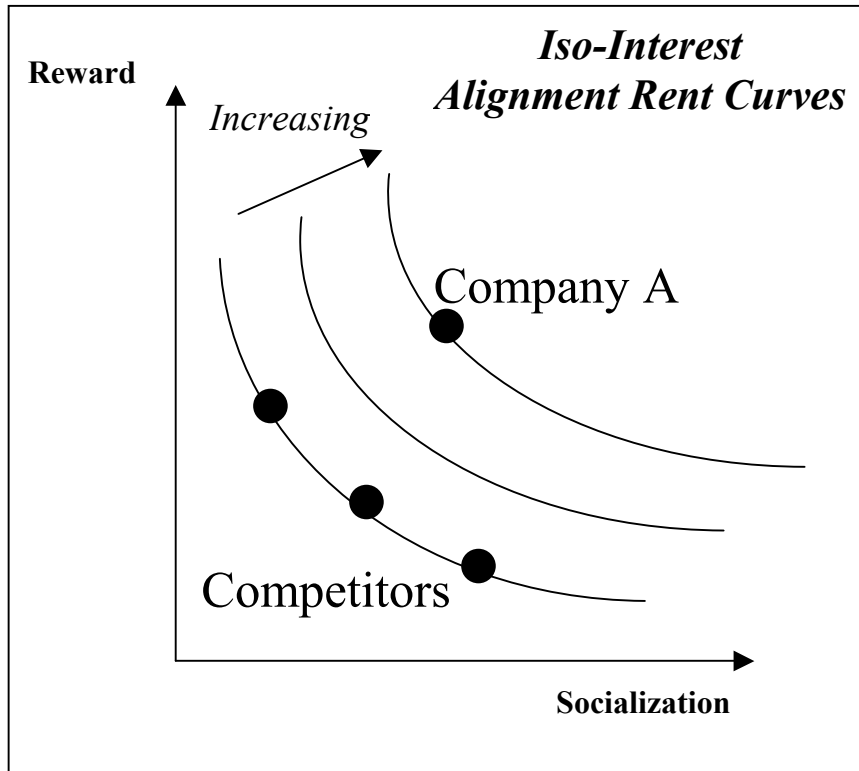 Iso-Interest
Alignment Rent Curves
Reward
Increasing
Company A
Competitors
Socialization